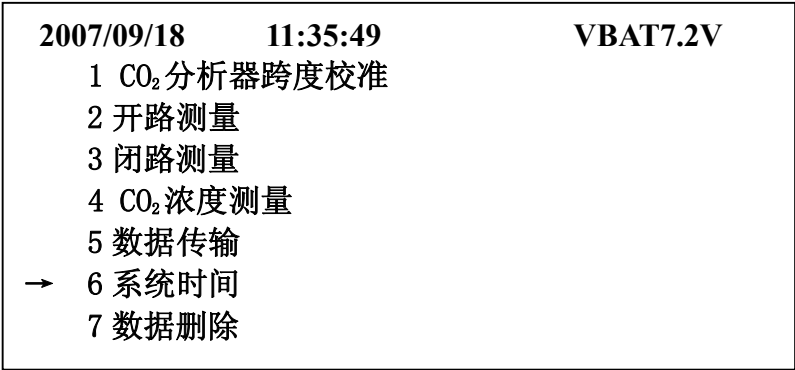 2007/09/18 11:35:49 VBAT7.2V
1 CO₂分析器跨度校准
2 开路测量
3 闭路测量
4 CO₂浓度测量
5 数据传输
→ 6 系统时间
7 数据删除